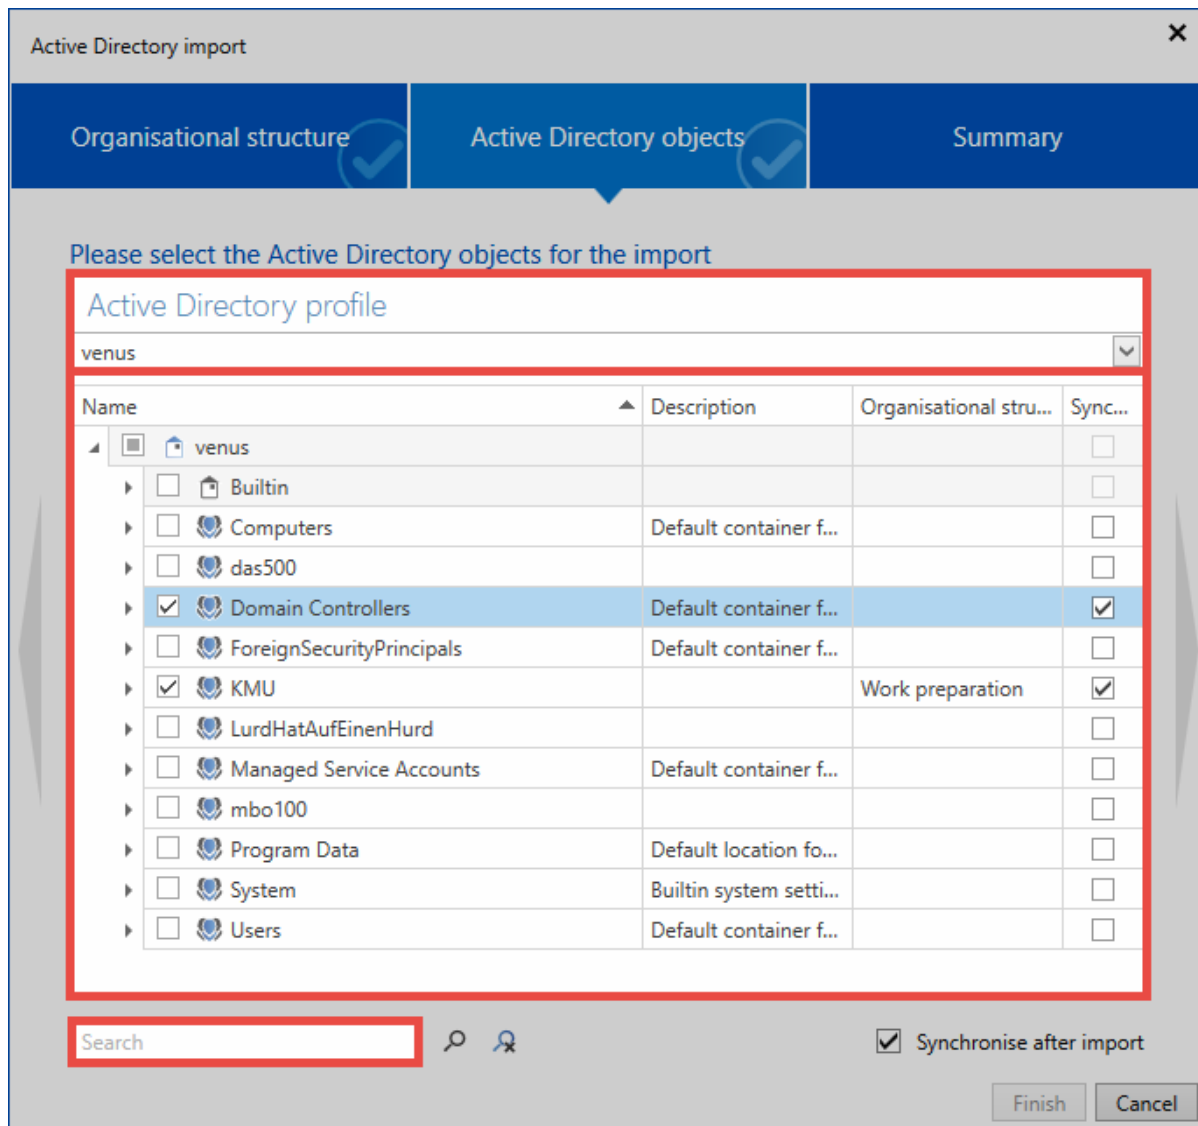 Active Directory import
Organisational structure Active Directory objects Summary
Please select the Active Directory objects for the import
Active Directory profile
venus
Name Description Organisational stru... Sync...
venus
Builtin
Computers Default container f...
das500
Domain Controllers Default container f...
ForeignSecurityPrincipals Default container f...
KMU Work preparation
LurdHatAufEinenHurd
Managed Service Accounts Default container f...
mbo100
Program Data Default location fo...
System Builtin system setti...
Users Default container f...
Search Synchronise after import
Finish Cancel